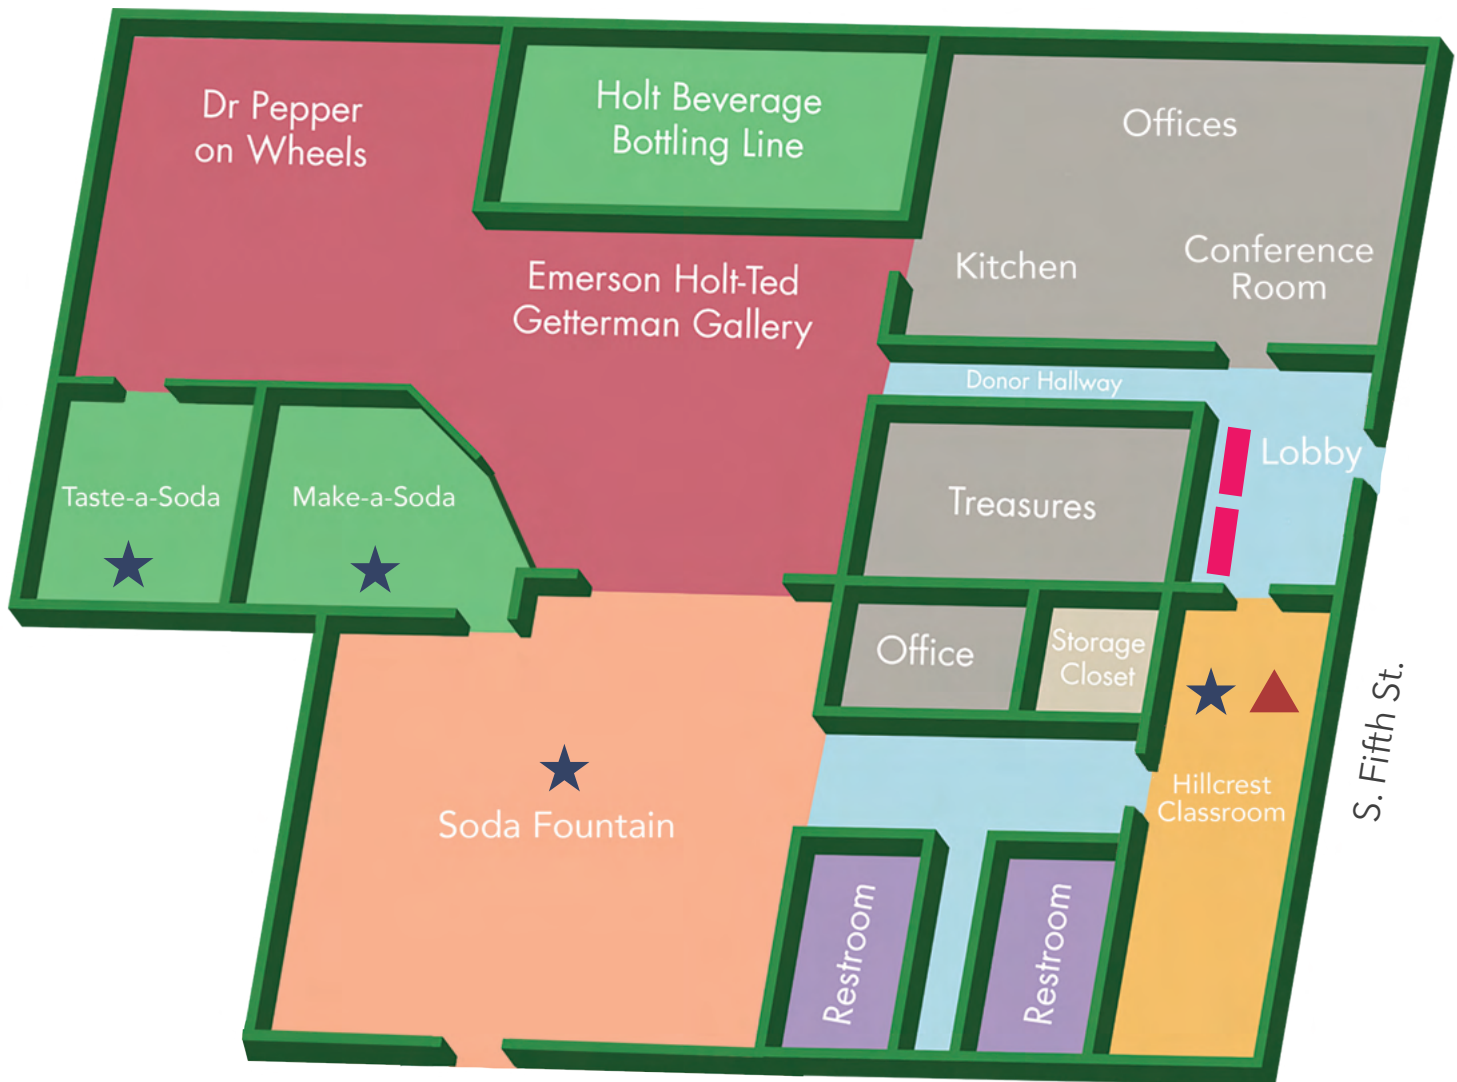 Dr Pepper
on Wheels
Holt Beverage
Bottling Line
Offices
Kitchen
Conference
Room
Emerson Holt-Ted
Getterman Gallery
Donor Hallway
Lobby
Taste-a-Soda
Make-a-Soda
Treasures
Office
Storage
Closet
Hillcrest
Classroom
S. Fifth St.
Soda Fountain
Restroom
Restroom